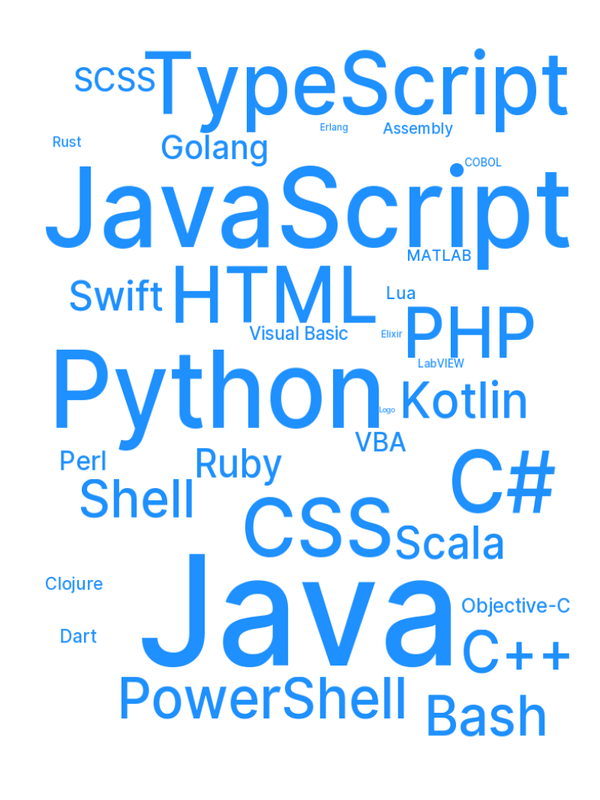 TypeScript
SCSS
Erlang
Assembly
Rust
Golang
COBOL
JavaScript
MATLAB
Swift
HTML
Lua
Visual Basic
Elixir
PHP
LabVIEW
Python
Kotlin
Logo
VBA
Perl
Ruby
C#
Shell
CSS
Scala
Clojure
Java
Objective-C
Dart
C++
PowerShell
Bash